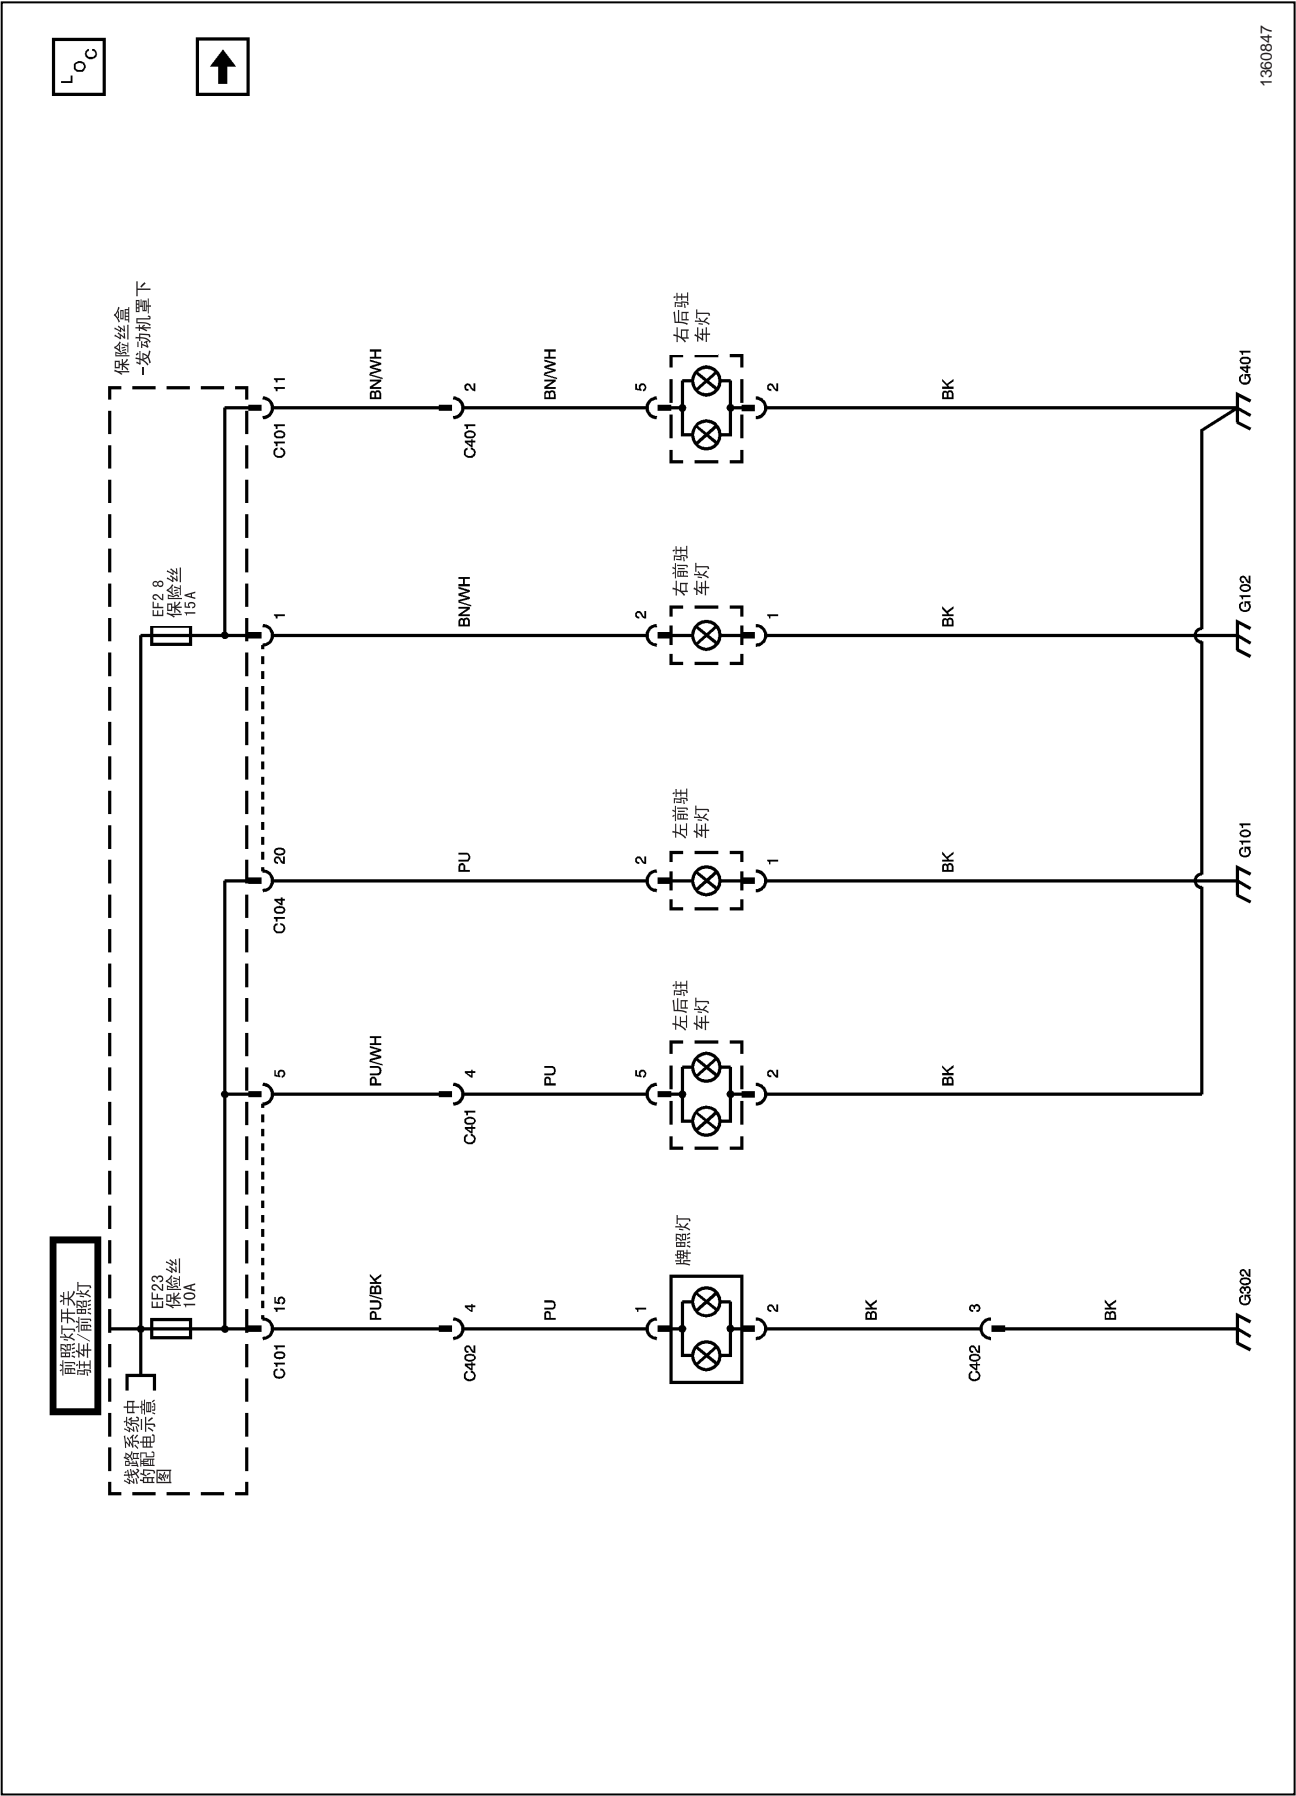 前照灯开关
驻车/前照灯
线路系统中
的配电示意
图
EF23
保险丝
10A
EF28
保险丝
15A
保险丝盒
-发动机罩下
C101
15
5
C104
20
1
C101
11
PU/BK
PU/WH
PU
BN/WH
BN/WH
C402
4
C401
4
C401
2
PU
PU
BN/WH
1
5
2
2
5
牌照灯
左后驻
车灯
左前驻
车灯
右前驻
车灯
右后驻
车灯
2
2
1
1
2
BK
BK
BK
BK
BK
C402
3
BK
G302
G101
G102
G401
LOC
1360847